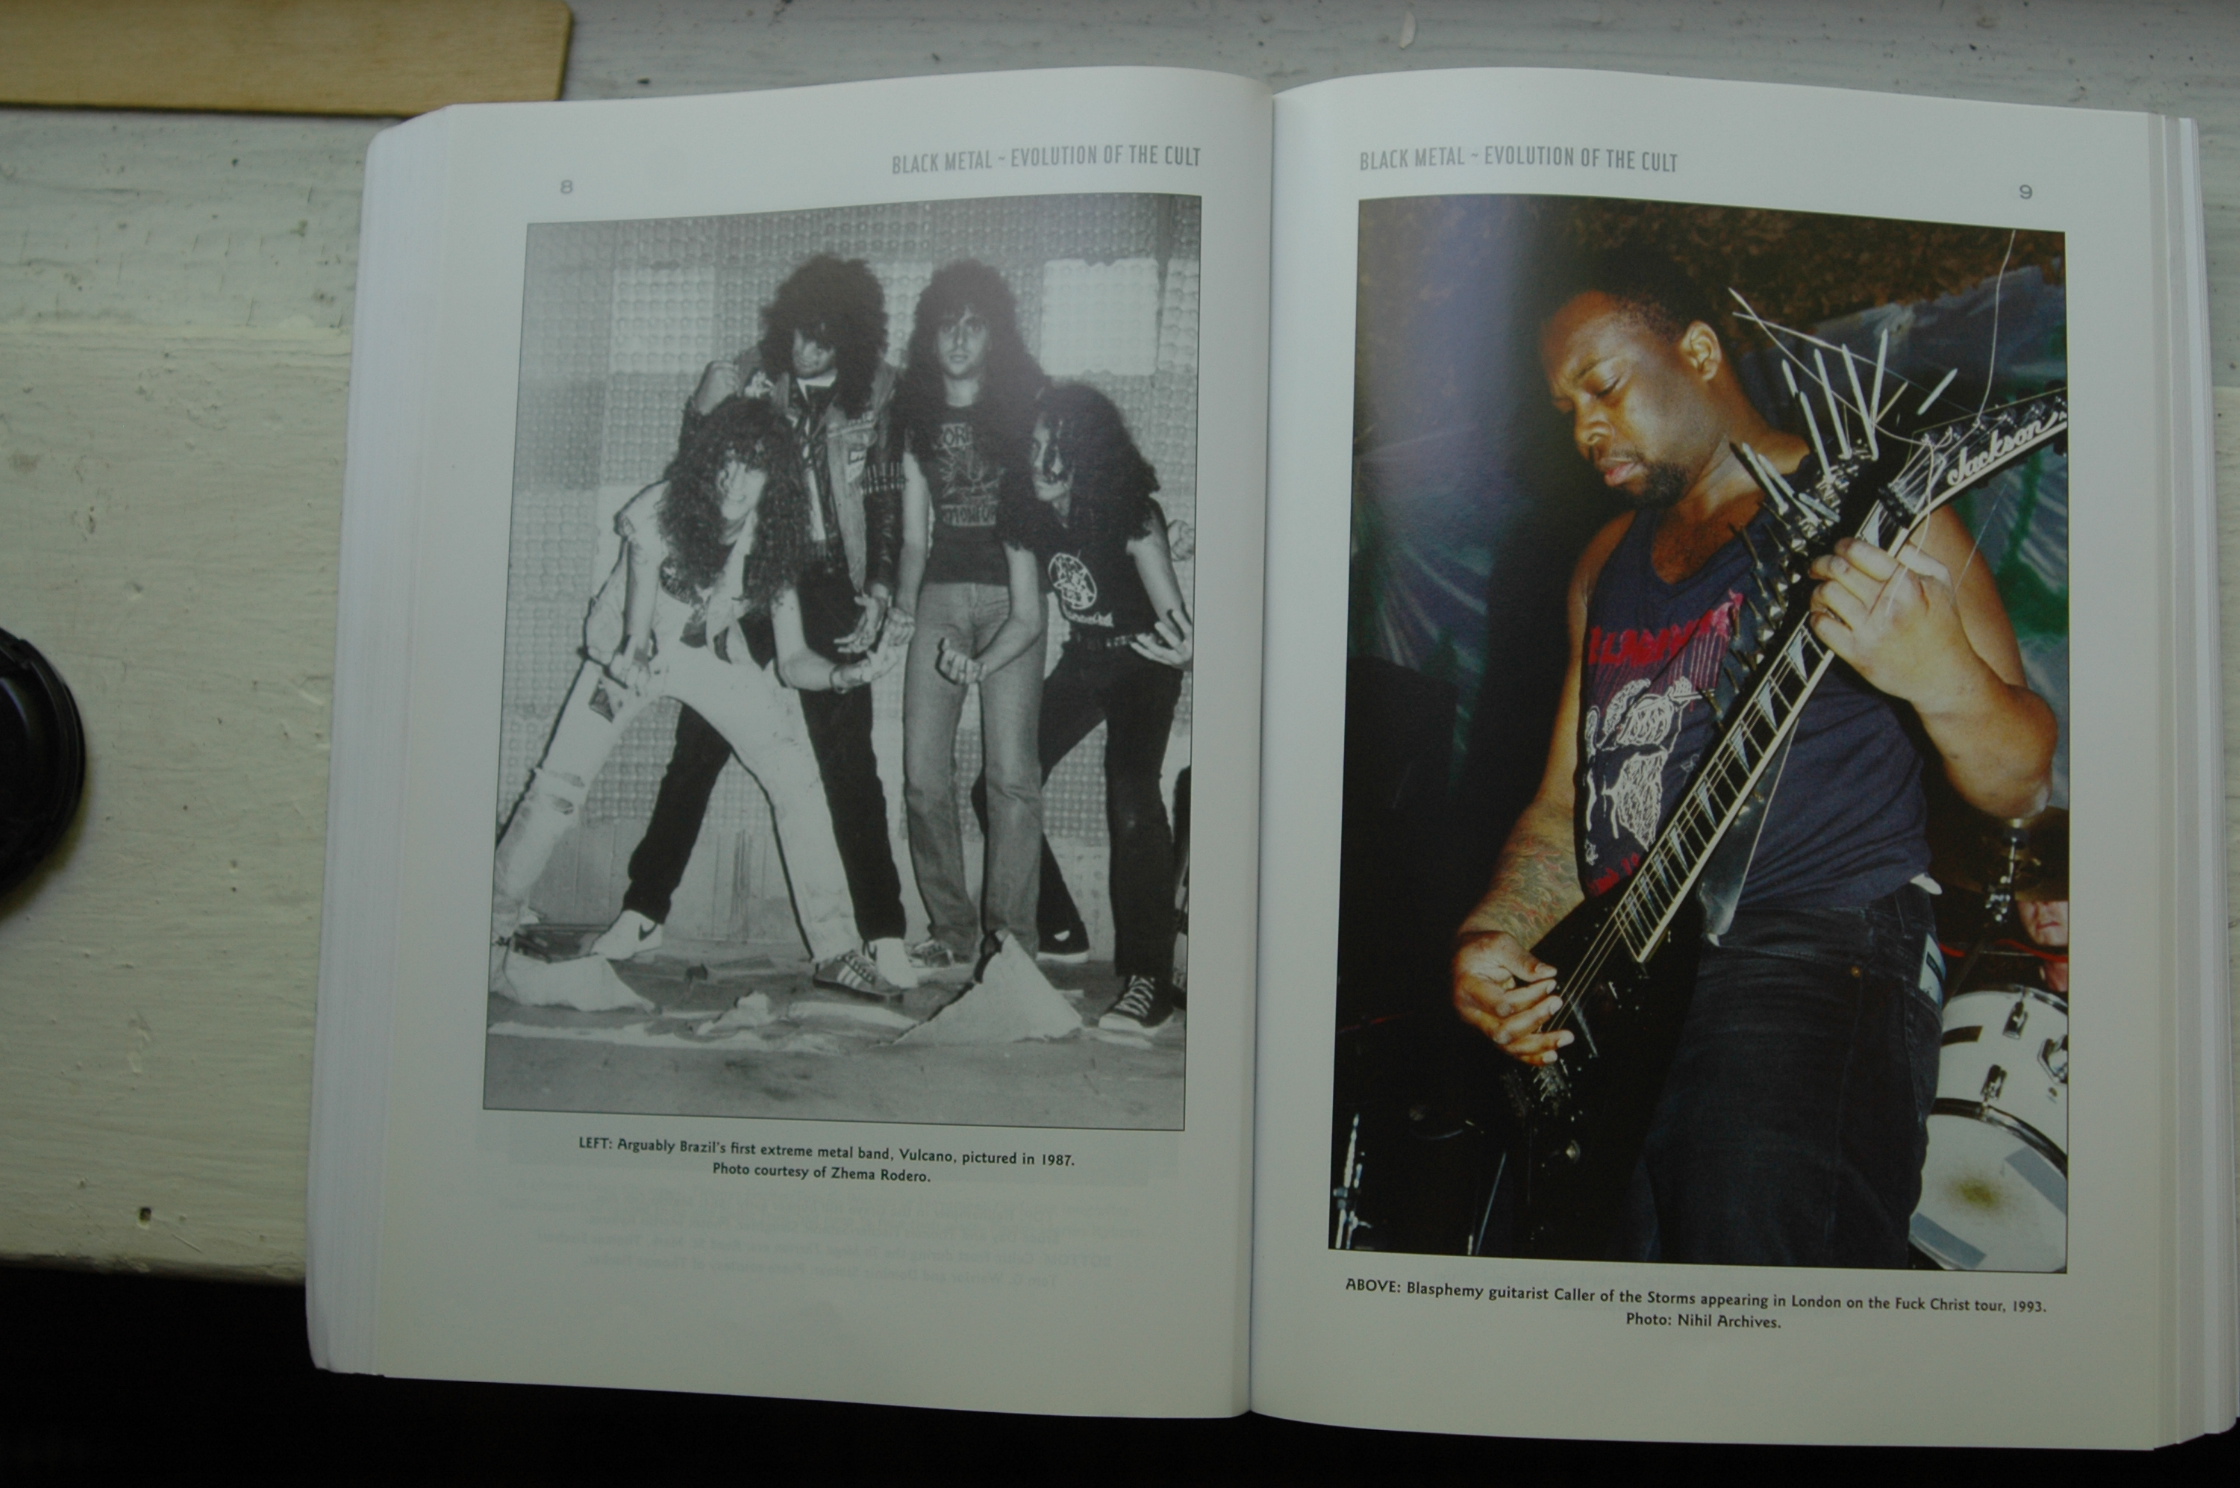 BLACK METAL ~ EVOLUTION OF THE CULT
8
LEFT: Arguably Brazil's first extreme metal band, Vulcano, pictured in 1987.
Photo courtesy of Zhema Rodero.
BLACK METAL ~ EVOLUTION OF THE CULT
9
Jackson
ABOVE: Blasphemy guitarist Caller of the Storms appearing in London on the Fuck Christ tour, 1993.
Photo: Nihil Archives.